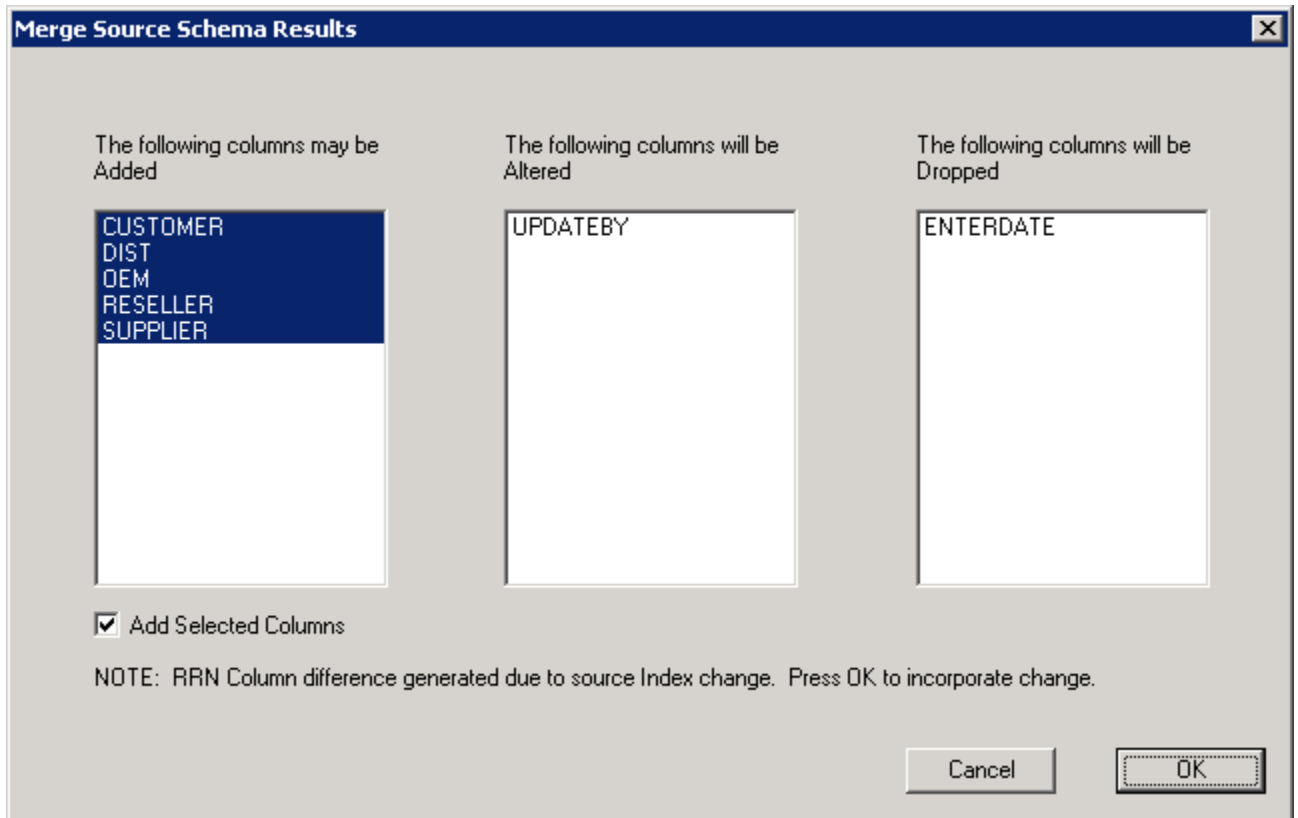 Merge Source Schema Results
The following columns may be
Added
The following columns will be
Altered
The following columns will be
Dropped
CUSTOMER
DIST
OEM
RESELLER
SUPPLIER
UPDATEBY
ENTERDATE
Add Selected Columns
NOTE:  RRN Column difference generated due to source Index change.  Press OK to incorporate change.
Cancel
OK